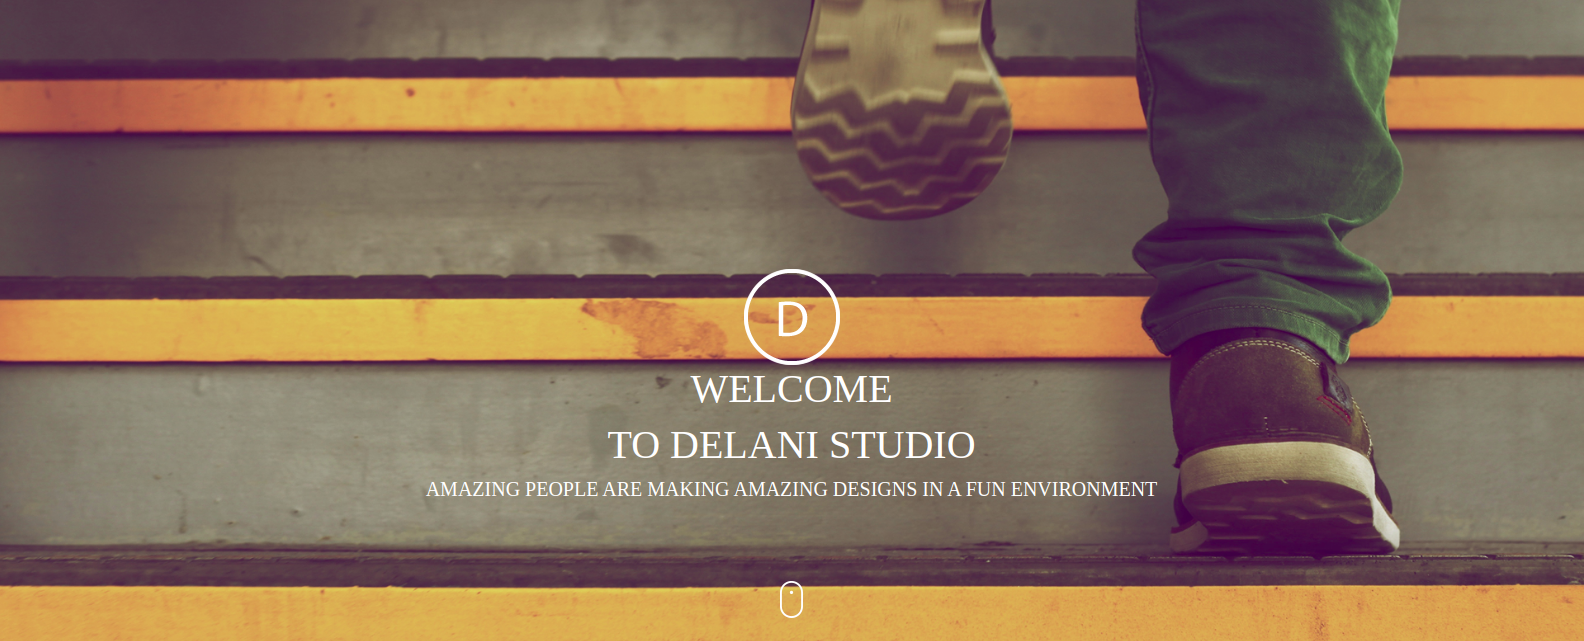 D
WELCOME
TO DELANI STUDIO
AMAZING PEOPLE ARE MAKING AMAZING DESIGNS IN A FUN ENVIRONMENT